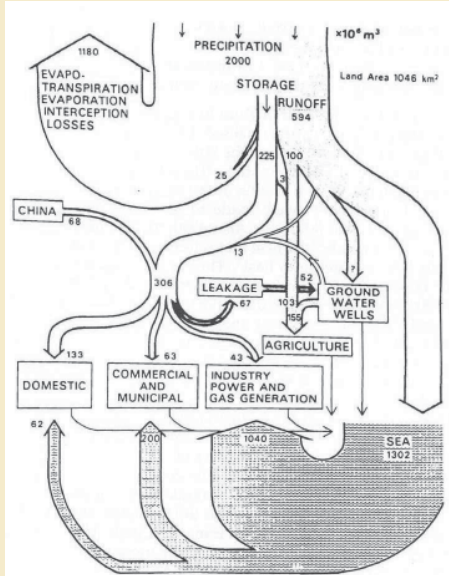 ×10⁶ m³
PRECIPITATION
2000
1180
Land Area 1046 km²
EVAPO-
TRANSPIRATION
EVAPORATION
INTERCEPTION
LOSSES
STORAGE
RUNOFF
594
225
100
25
3
CHINA
68
13
306
LEAKAGE
67
52
?
GROUND
WATER
WELLS
103
155
AGRICULTURE
133
63
43
DOMESTIC
COMMERCIAL
AND
MUNICIPAL
INDUSTRY
POWER AND
GAS GENERATION
62
200
1040
SEA
1302